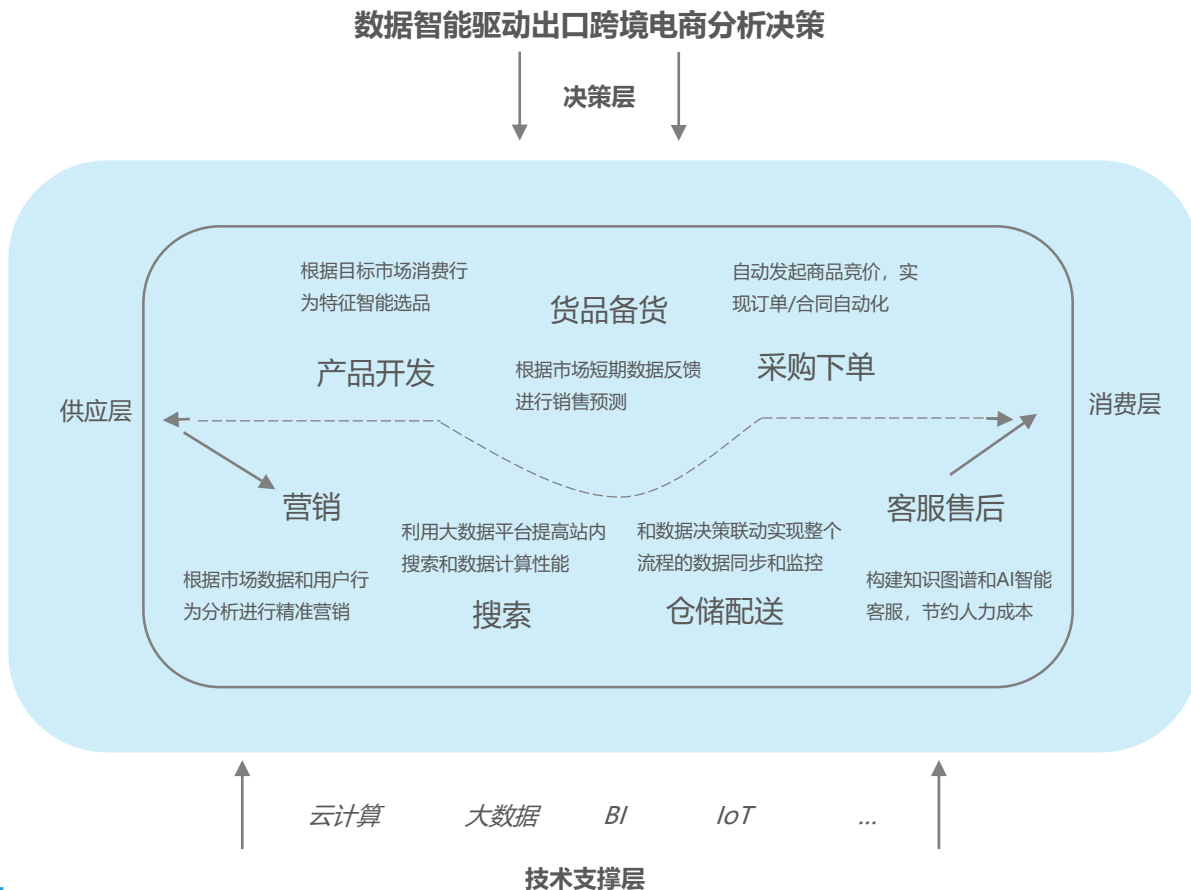 数据智能驱动出口跨境电商分析决策
决策层
根据目标市场消费行
为特征智能选品
产品开发
货品备货
根据市场短期数据反馈
进行销售预测
自动发起商品竞价，实
现订单/合同自动化
采购下单
供应层
消费层
营销
根据市场数据和用户行
为分析进行精准营销
利用大数据平台提高站内
搜索和数据计算性能
搜索
和数据决策联动实现整个
流程的数据同步和监控
仓储配送
客服售后
构建知识图谱和AI智能
客服，节约人力成本
云计算 大数据 BI IoT ...
技术支撑层